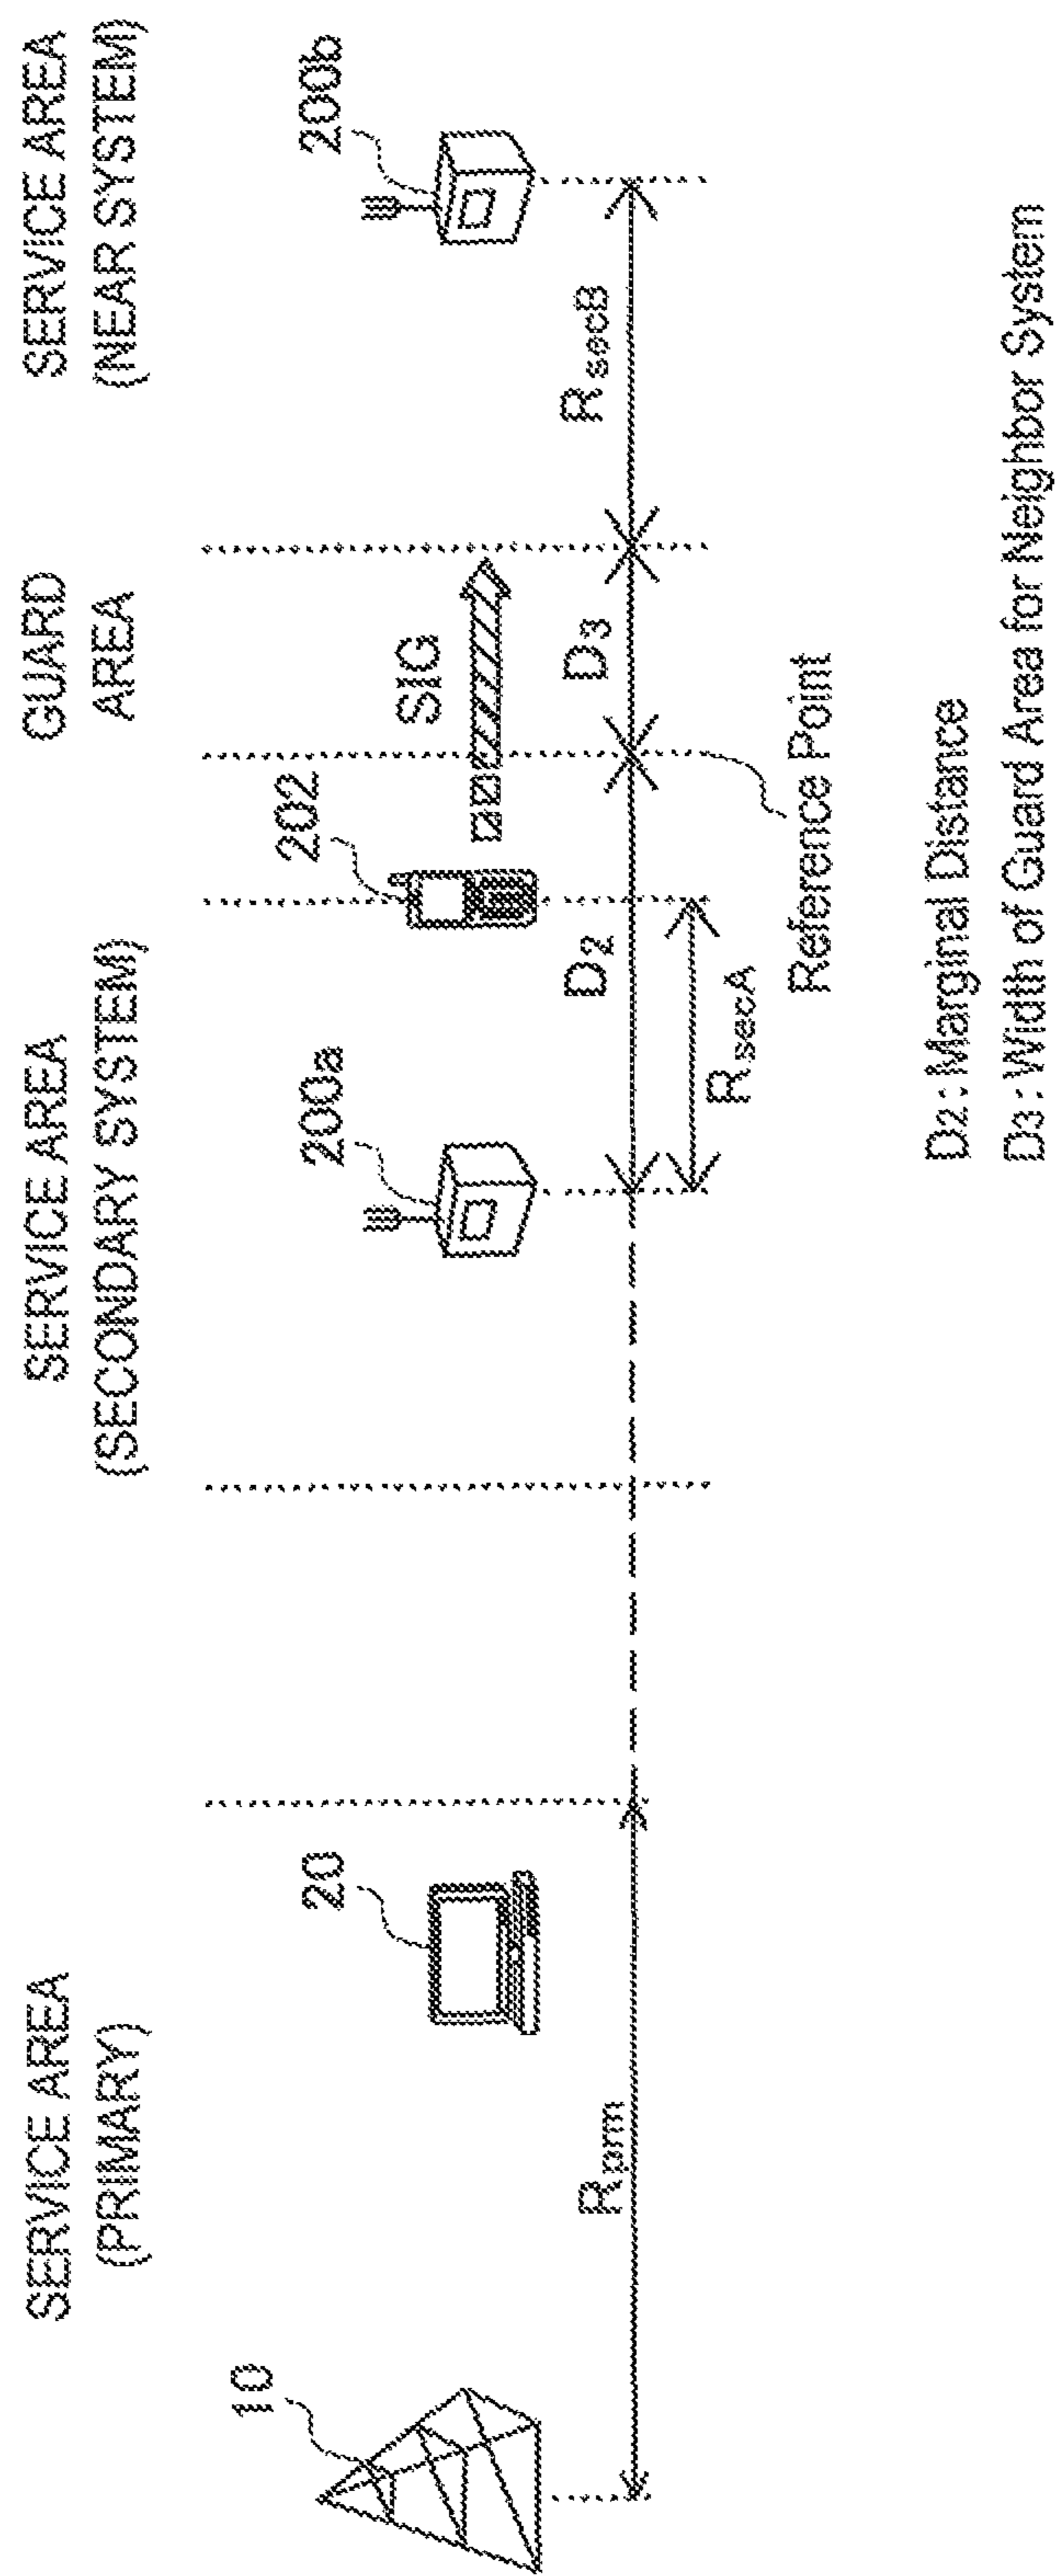 SERVICE AREA
(PRIMARY)
SERVICE AREA
(SECONDARY SYSTEM)
GUARD
AREA
SERVICE AREA
(NEAR SYSTEM)
10
20
200a
202
SIG
200b
Rprm
D2
D3
RsecB
RsecA
Reference Point
D2 : Marginal Distance
D3 : Width of Guard Area for Neighbor System